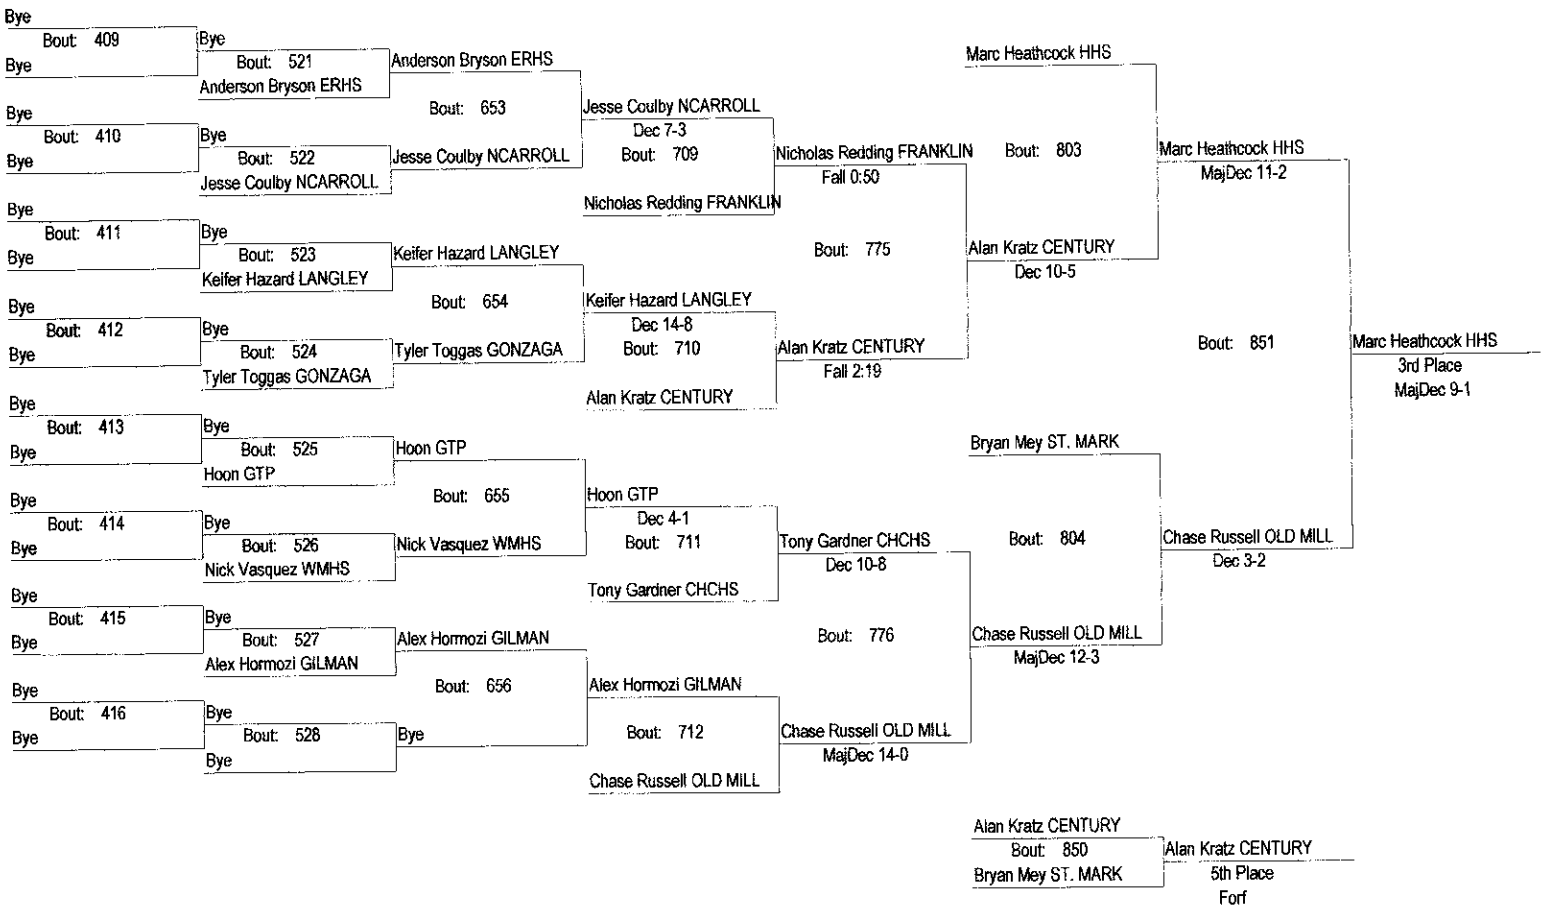 Bye
Bout: 409
Bye
Bye
Bout: 521
Anderson Bryson ERHS
Anderson Bryson ERHS
Bye
Bout: 410
Bye
Bye
Bout: 522
Jesse Coulby NCARROLL
Bout: 653
Jesse Coulby NCARROLL
Jesse Coulby NCARROLL
Dec 7-3
Bout: 709
Nicholas Redding FRANKLIN
Nicholas Redding FRANKLIN
Fall 0:50
Bye
Bout: 411
Bye
Bye
Bout: 523
Keifer Hazard LANGLEY
Keifer Hazard LANGLEY
Bye
Bout: 412
Bye
Bye
Bout: 524
Tyler Toggas GONZAGA
Bout: 654
Tyler Toggas GONZAGA
Keifer Hazard LANGLEY
Dec 14-8
Bout: 710
Alan Kratz CENTURY
Alan Kratz CENTURY
Fall 2:19
Bout: 775
Marc Heathcock HHS
Bout: 803
Alan Kratz CENTURY
Dec 10-5
Marc Heathcock HHS
MajDec 11-2
Bye
Bout: 413
Bye
Bye
Bout: 525
Hoon GTP
Hoon GTP
Bye
Bout: 414
Bye
Bye
Bout: 526
Nick Vasquez WMHS
Bout: 655
Nick Vasquez WMHS
Hoon GTP
Dec 4-1
Bout: 711
Tony Gardner CHCHS
Tony Gardner CHCHS
Dec 10-8
Bye
Bout: 415
Bye
Bye
Bout: 527
Alex Hormozi GILMAN
Alex Hormozi GILMAN
Bye
Bout: 416
Bye
Bye
Bout: 528
Bye
Bout: 656
Bye
Alex Hormozi GILMAN
Bout: 712
Chase Russell OLD MILL
Chase Russell OLD MILL
MajDec 14-0
Bout: 776
Bryan Mey ST. MARK
Bout: 804
Chase Russell OLD MILL
MajDec 12-3
Chase Russell OLD MILL
Dec 3-2
Bout: 851
Marc Heathcock HHS
3rd Place
MajDec 9-1
Alan Kratz CENTURY
Bout: 850
Bryan Mey ST. MARK
Alan Kratz CENTURY
5th Place
Forf